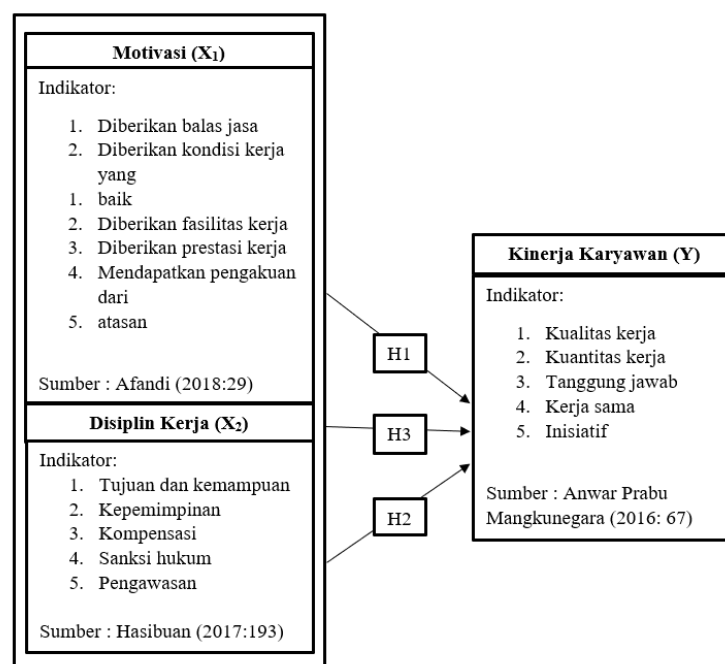 Motivasi (X₁)
Indikator:
1. Diberikan balas jasa
2. Diberikan kondisi kerja
yang
1. baik
2. Diberikan fasilitas kerja
3. Diberikan prestasi kerja
4. Mendapatkan pengakuan
dari
5. atasan
Sumber : Afandi (2018:29)
Disiplin Kerja (X₂)
Indikator:
1. Tujuan dan kemampuan
2. Kepemimpinan
3. Kompensasi
4. Sanksi hukum
5. Pengawasan
Sumber : Hasibuan (2017:193)
H1
H3
H2
Kinerja Karyawan (Y)
Indikator:
1. Kualitas kerja
2. Kuantitas kerja
3. Tanggung jawab
4. Kerja sama
5. Inisiatif
Sumber : Anwar Prabu
Mangkunegara (2016: 67)